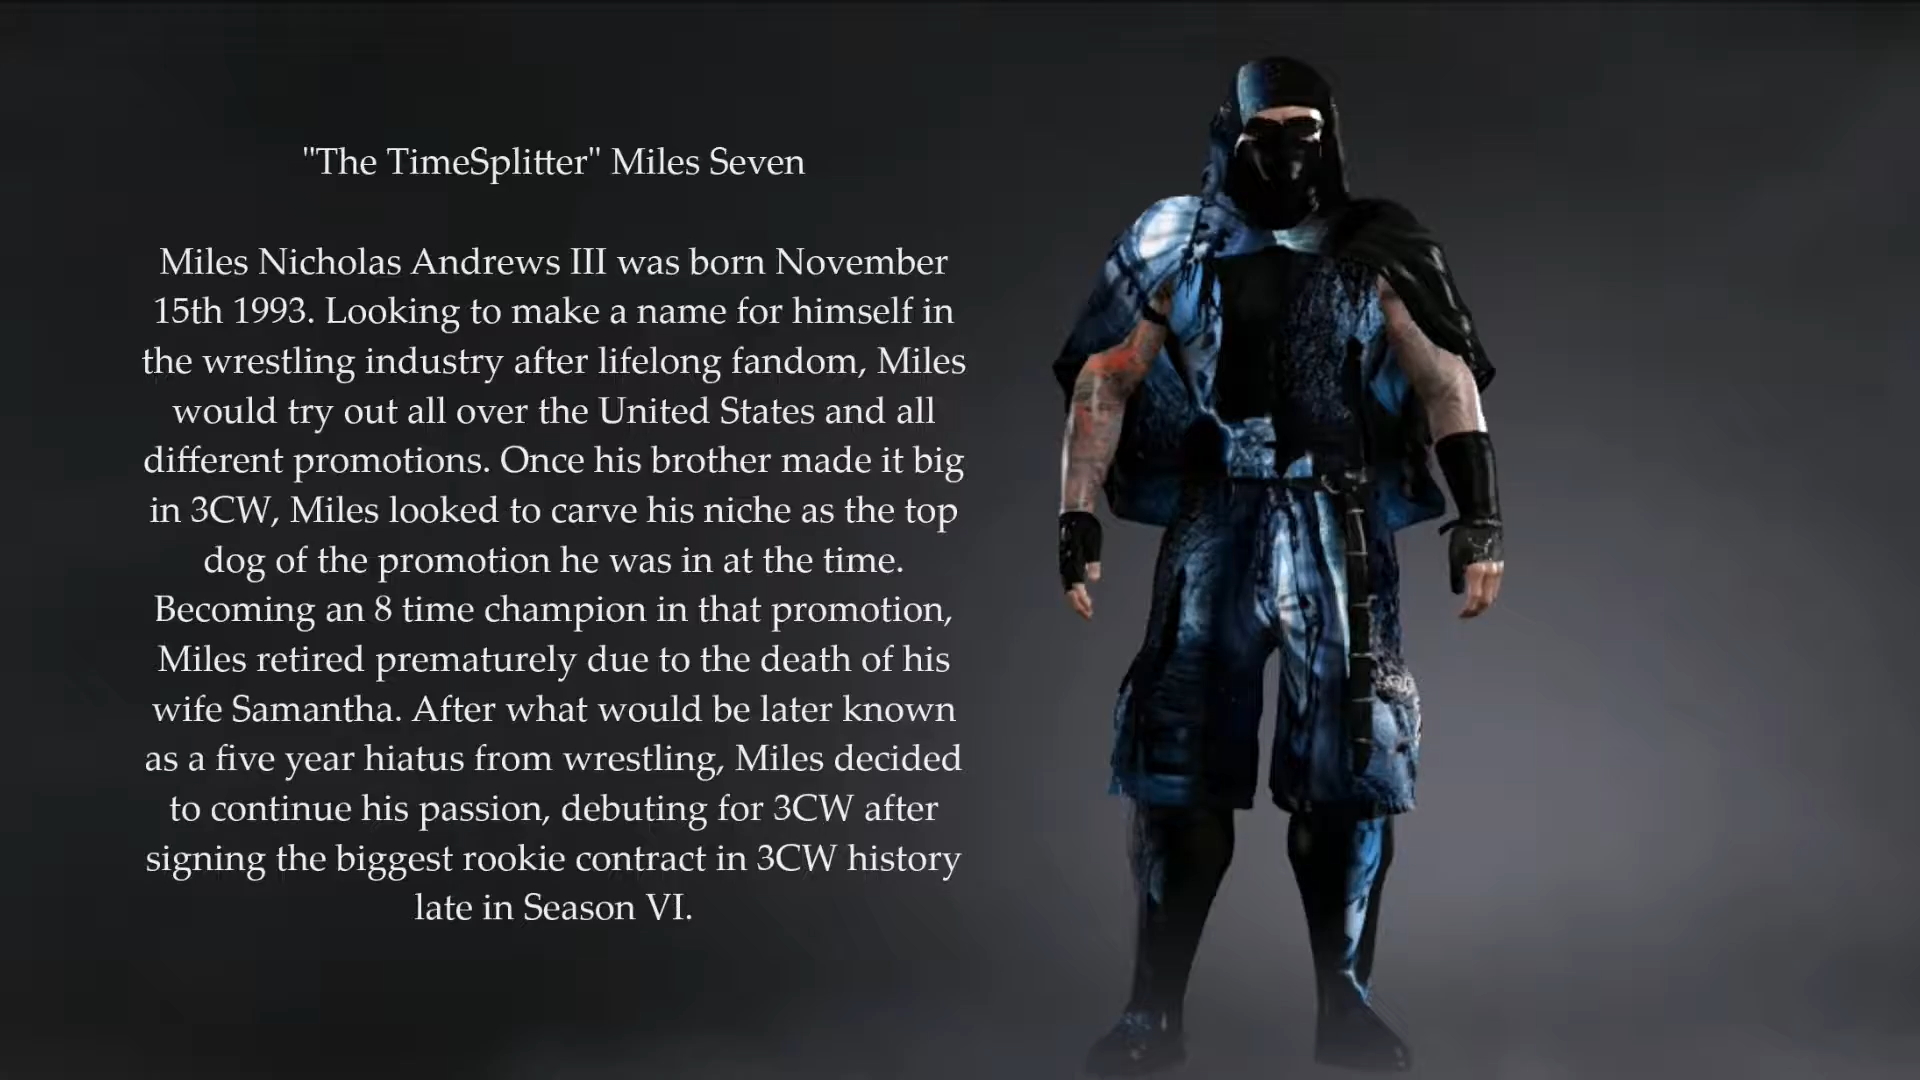 "The TimeSplitter" Miles Seven
Miles Nicholas Andrews III was born November
15th 1993. Looking to make a name for himself in
the wrestling industry after lifelong fandom, Miles
would try out all over the United States and all
different promotions. Once his brother made it big
in 3CW, Miles looked to carve his niche as the top
dog of the promotion he was in at the time.
Becoming an 8 time champion in that promotion,
Miles retired prematurely due to the death of his
wife Samantha. After what would be later known
as a five year hiatus from wrestling, Miles decided
to continue his passion, debuting for 3CW after
signing the biggest rookie contract in 3CW history
late in Season VI.